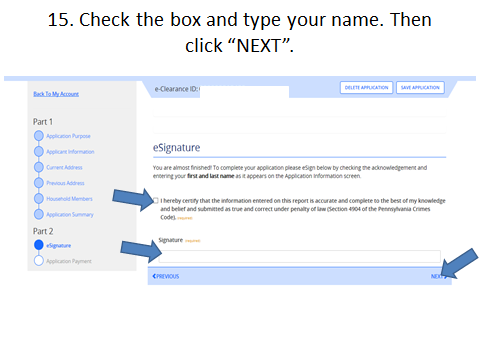 15. Check the box and type your name. Then
click “NEXT”.
Back To My Account
e-Clearance ID:
DELETE APPLICATION
SAVE APPLICATION
Part 1
Application Purpose
Applicant Information
Current Address
Previous Address
Household Members
Application Summary
Part 2
eSignature
Application Payment
eSignature
You are almost finished! To complete your application please eSign below by checking the acknowledgement and
entering your first and last name as it appears on the Application Information screen.
I hereby certify that the information entered on this report is accurate and complete to the best of my knowledge
and belief and submitted as true and correct under penalty of law (Section 4904 of the Pennsylvania Crimes
Code). (required)
Signature (required)
PREVIOUS
NEXT